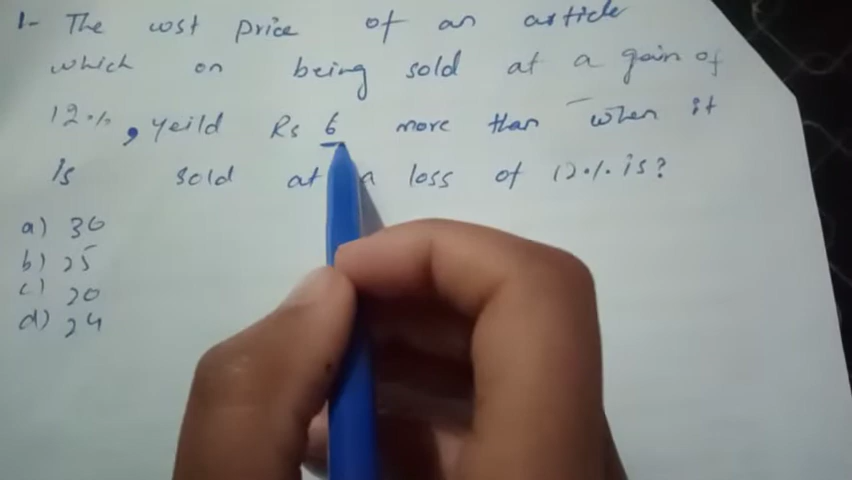 1- The cost price of an article
which on being sold at a gain of
12%, yeild Rs 6 more than when it
is sold at a loss of 12% is?
a) 30
b) 25
c) 20
d) 24